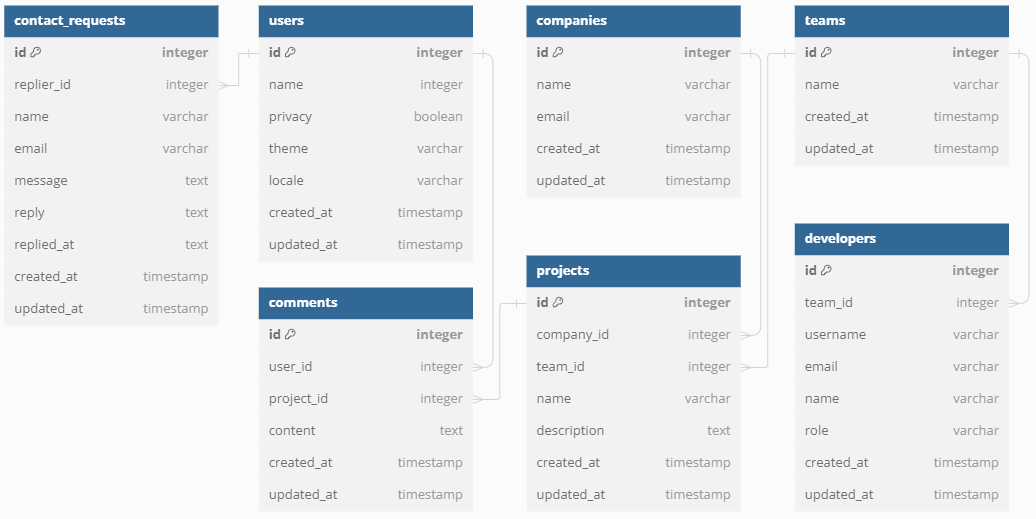 contact_requests
id integer
replier_id integer
name varchar
email varchar
message text
reply text
replied_at text
created_at timestamp
updated_at timestamp
users
id integer
name integer
privacy boolean
theme varchar
locale varchar
created_at timestamp
updated_at timestamp
comments
id integer
user_id integer
project_id integer
content text
created_at timestamp
updated_at timestamp
companies
id integer
name varchar
email varchar
created_at timestamp
updated_at timestamp
projects
id integer
company_id integer
team_id integer
name varchar
description text
created_at timestamp
updated_at timestamp
teams
id integer
name varchar
created_at timestamp
updated_at timestamp
developers
id integer
team_id integer
username varchar
email varchar
name varchar
role varchar
created_at timestamp
updated_at timestamp